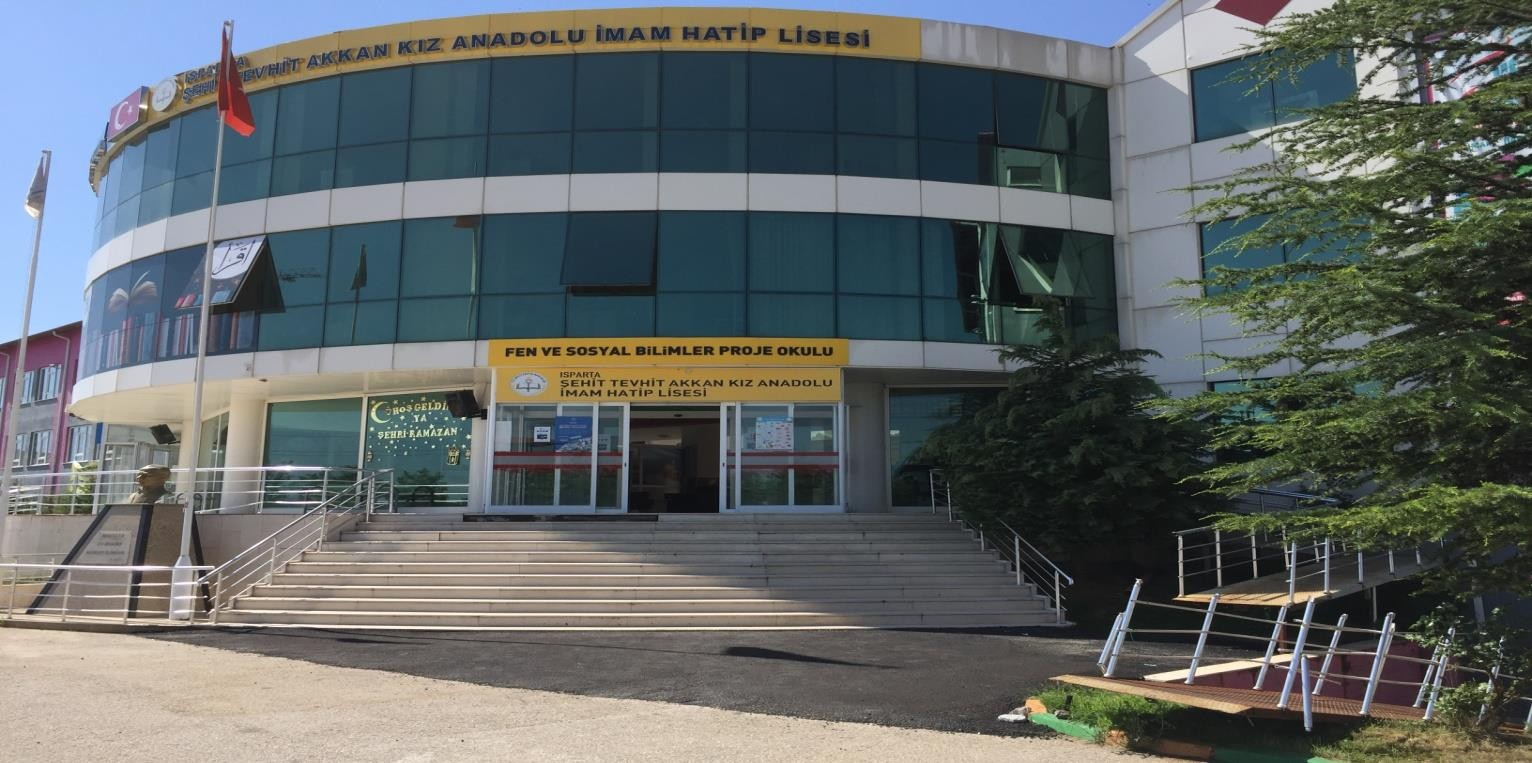 ISPARTA
ŞEHİT TEVHİT AKKAN KIZ ANADOLU İMAM HATİP LİSESİ
FEN VE SOSYAL BİLİMLER PROJE OKULU
ISPARTA
ŞEHİT TEVHİT AKKAN KIZ ANADOLU
İMAM HATİP LİSESİ
HOŞ GELDİN
YA
ŞEHRİ-RAMAZAN